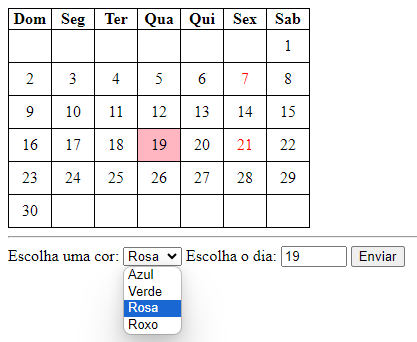 Dom Seg Ter Qua Qui Sex Sab
1
2 3 4 5 6 7 8
9 10 11 12 13 14 15
16 17 18 19 20 21 22
23 24 25 26 27 28 29
30
Escolha uma cor: Rosa Escolha o dia: 19 Enviar
Azul
Verde
Rosa
Roxo